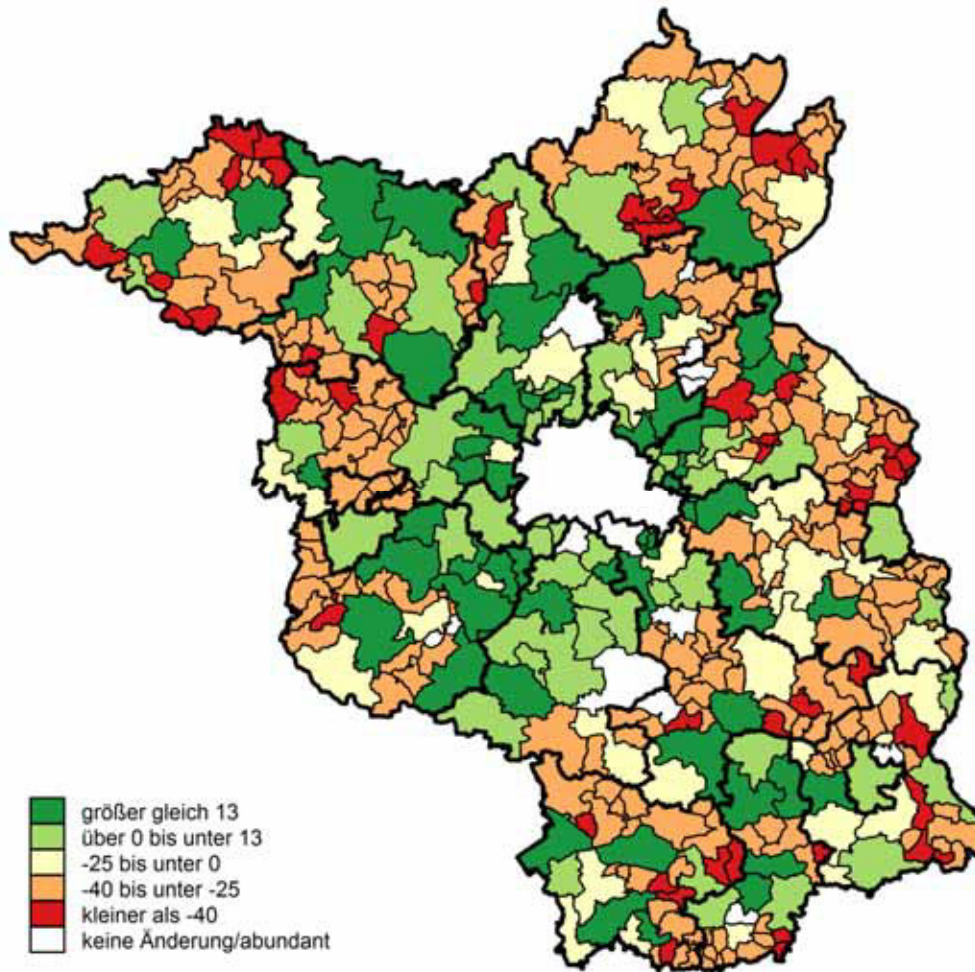 größer gleich 13
über 0 bis unter 13
-25 bis unter 0
-40 bis unter -25
kleiner als -40
keine Änderung/abundant